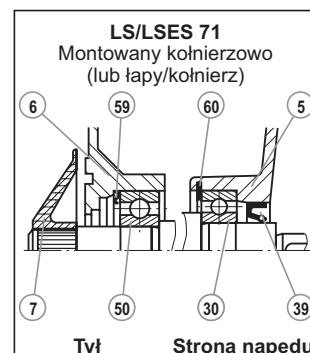 LS/LSES 71
Montowany kołnierzowo
(lub łapy/kołnierz)
6 59 60 5
7 50 30 39
Tył Strona napędu